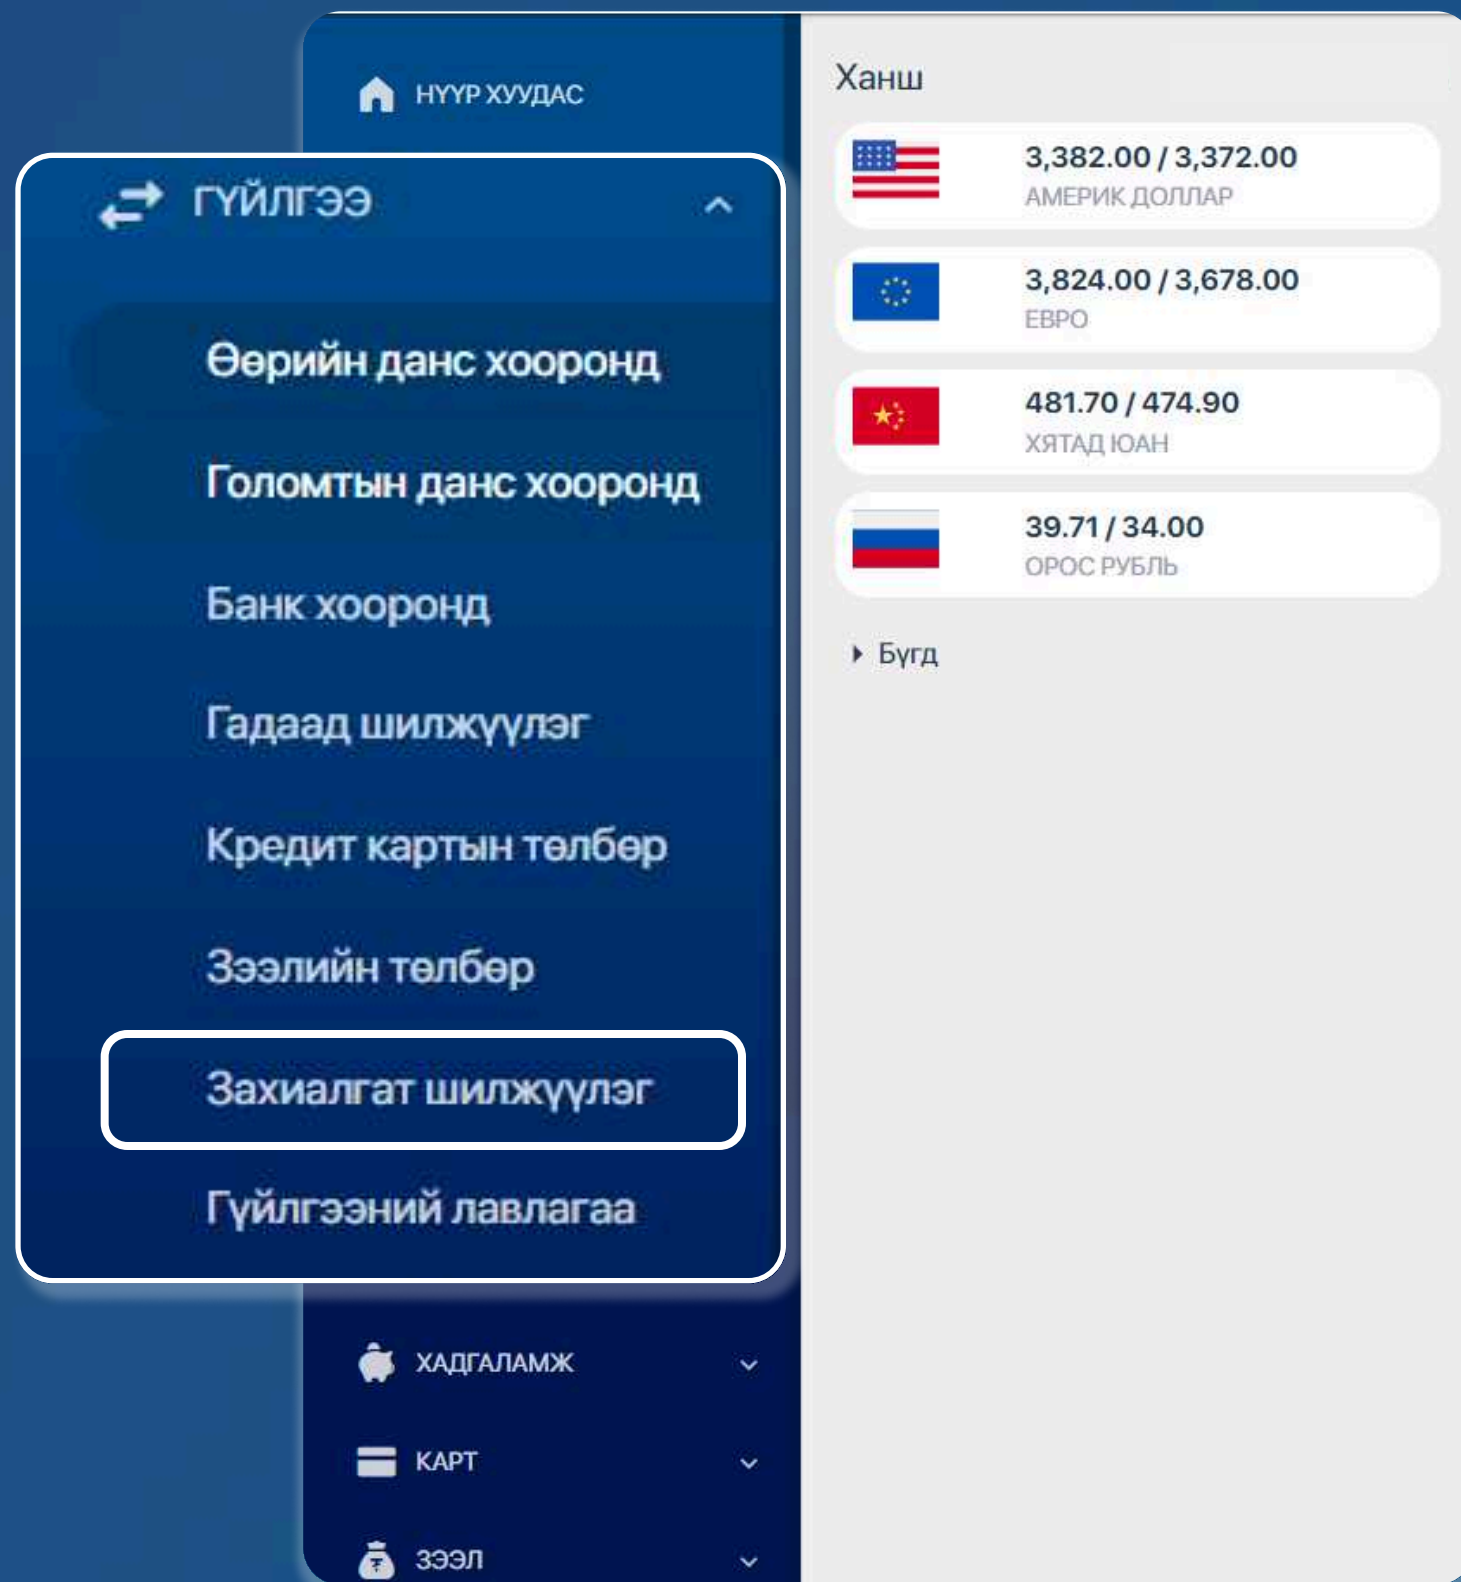 НҮҮР ХУУДАС
ГҮЙЛГЭЭ
Өөрийн данс хооронд
Голомтын данс хооронд
Банк хооронд
Гадаад шилжүүлэг
Кредит картын төлбөр
Зээлийн төлбөр
Захиалгат шилжүүлэг
Гүйлгээний лавлагаа
ХАДГАЛАМЖ
КАРТ
ЗЭЭЛ
Ханш
3,382.00 / 3,372.00
АМЕРИК ДОЛЛАР
3,824.00 / 3,678.00
ЕВРО
481.70 / 474.90
ХЯТАД ЮАН
39.71 / 34.00
ОРОС РУБЛЬ
Бүгд